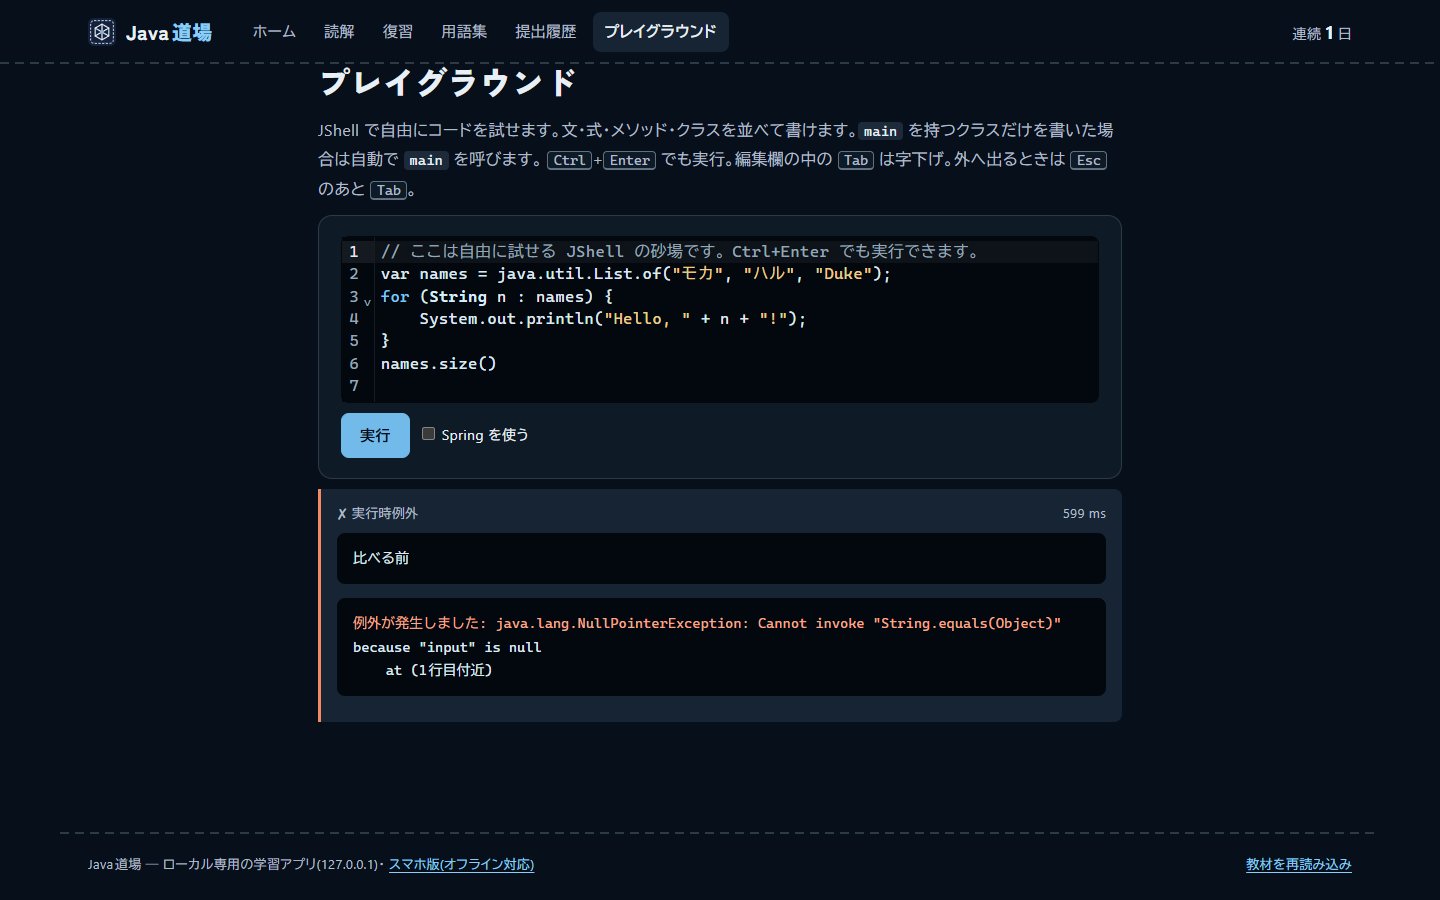 Java道場 ホーム 読解 復習 用語集 提出履歴 プレイグラウンド 連続 1 日
プレイグラウンド
JShell で自由にコードを試せます。文・式・メソッド・クラスを並べて書けます。 main を持つクラスだけを書いた場
合は自動で main を呼びます。 Ctrl+Enter でも実行。編集欄の中の Tab は字下げ。外へ出るときは Esc
のあと Tab。
1 // ここは自由に試せる JShell の砂場です。Ctrl+Enter でも実行できます。
2 var names = java.util.List.of("モカ", "ハル", "Duke");
3 for (String n : names) {
4     System.out.println("Hello, " + n + "!");
5 }
6 names.size()
7
実行 Spring を使う
✗ 実行時例外 599 ms
比べる前
例外が発生しました: java.lang.NullPointerException: Cannot invoke "String.equals(Object)"
because "input" is null
    at (1行目付近)
Java道場 — ローカル専用の学習アプリ(127.0.0.1)・ スマホ版(オフライン対応) 教材を再読み込み